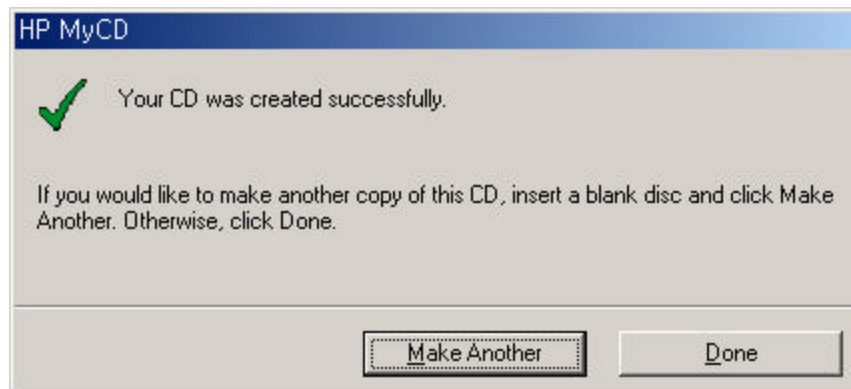 HP MyCD
Your CD was created successfully.
If you would like to make another copy of this CD, insert a blank disc and click Make
Another. Otherwise, click Done.
Make Another
Done